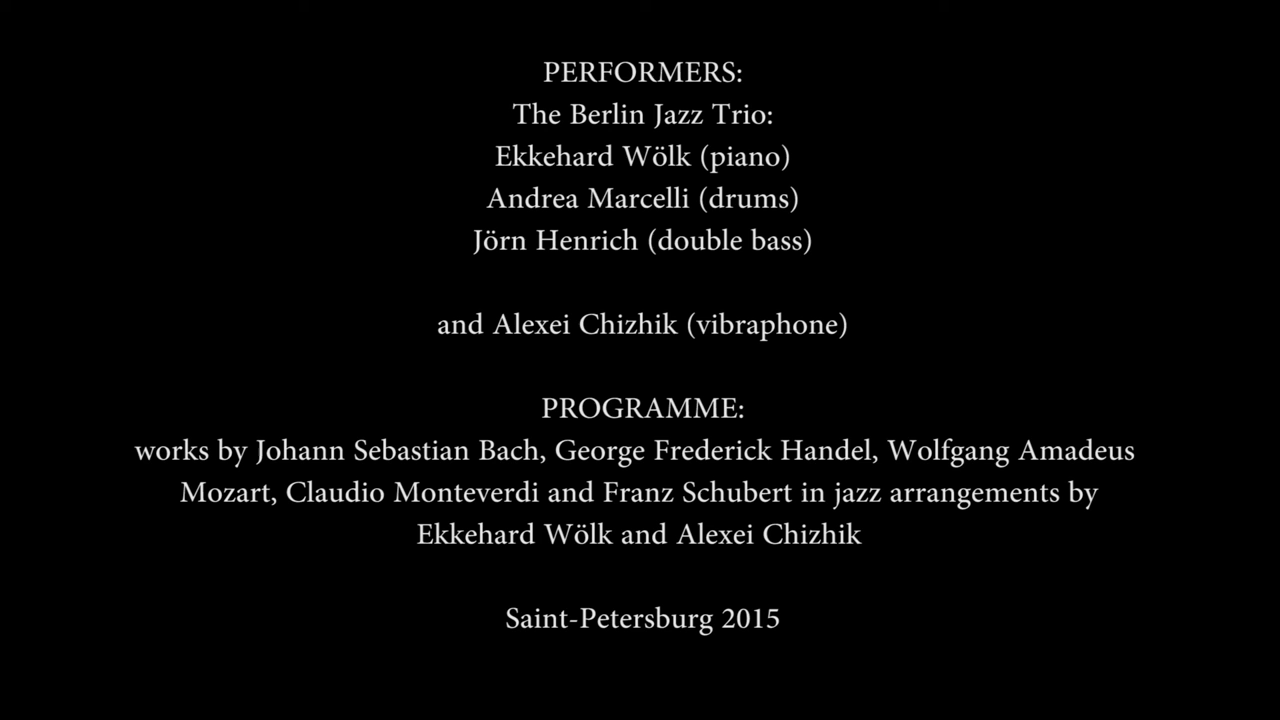 PERFORMERS:
The Berlin Jazz Trio:
Ekkehard Wölk (piano)
Andrea Marcelli (drums)
Jörn Henrich (double bass)
and Alexei Chizhik (vibraphone)
PROGRAMME:
works by Johann Sebastian Bach, George Frederick Handel, Wolfgang Amadeus
Mozart, Claudio Monteverdi and Franz Schubert in jazz arrangements by
Ekkehard Wölk and Alexei Chizhik
Saint-Petersburg 2015